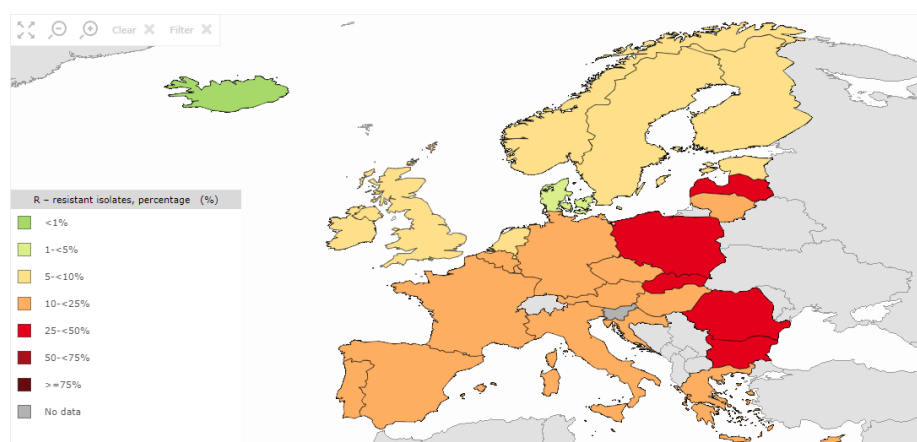 Clear Filter
R – resistant isolates, percentage (%)
<1%
1-<5%
5-<10%
10-<25%
25-<50%
50-<75%
>=75%
No data